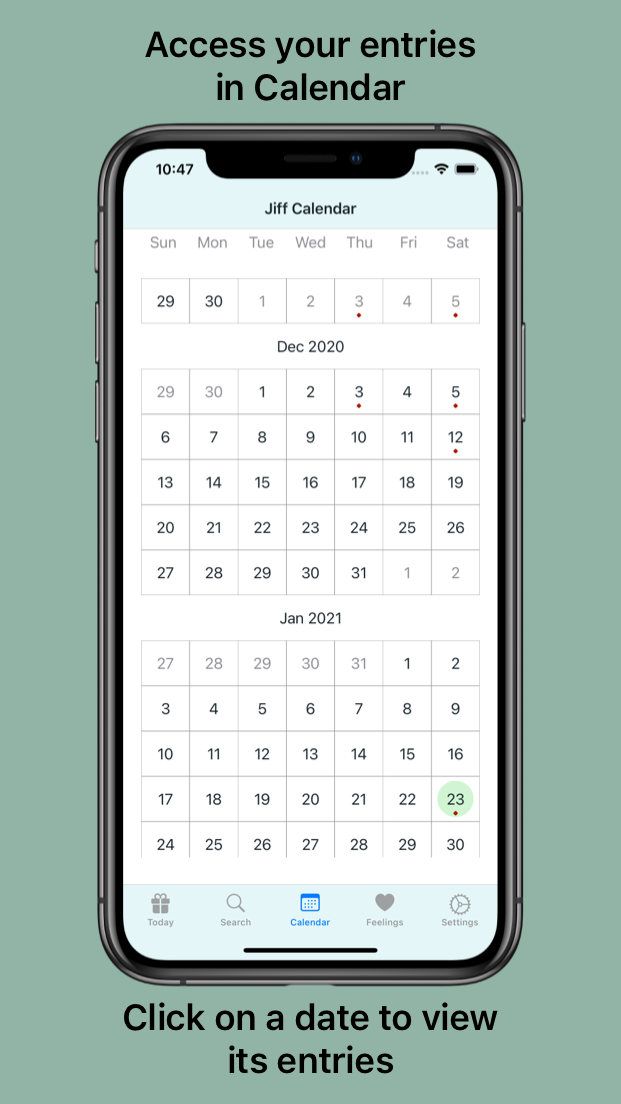 Access your entries
in Calendar
10:47
Jiff Calendar
Sun Mon Tue Wed Thu Fri Sat
29 30 1 2 3 4 5
Dec 2020
29 30 1 2 3 4 5
6 7 8 9 10 11 12
13 14 15 16 17 18 19
20 21 22 23 24 25 26
27 28 29 30 31 1 2
Jan 2021
27 28 29 30 31 1 2
3 4 5 6 7 8 9
10 11 12 13 14 15 16
17 18 19 20 21 22 23
24 25 26 27 28 29 30
Today Search Calendar Feelings Settings
Click on a date to view
its entries